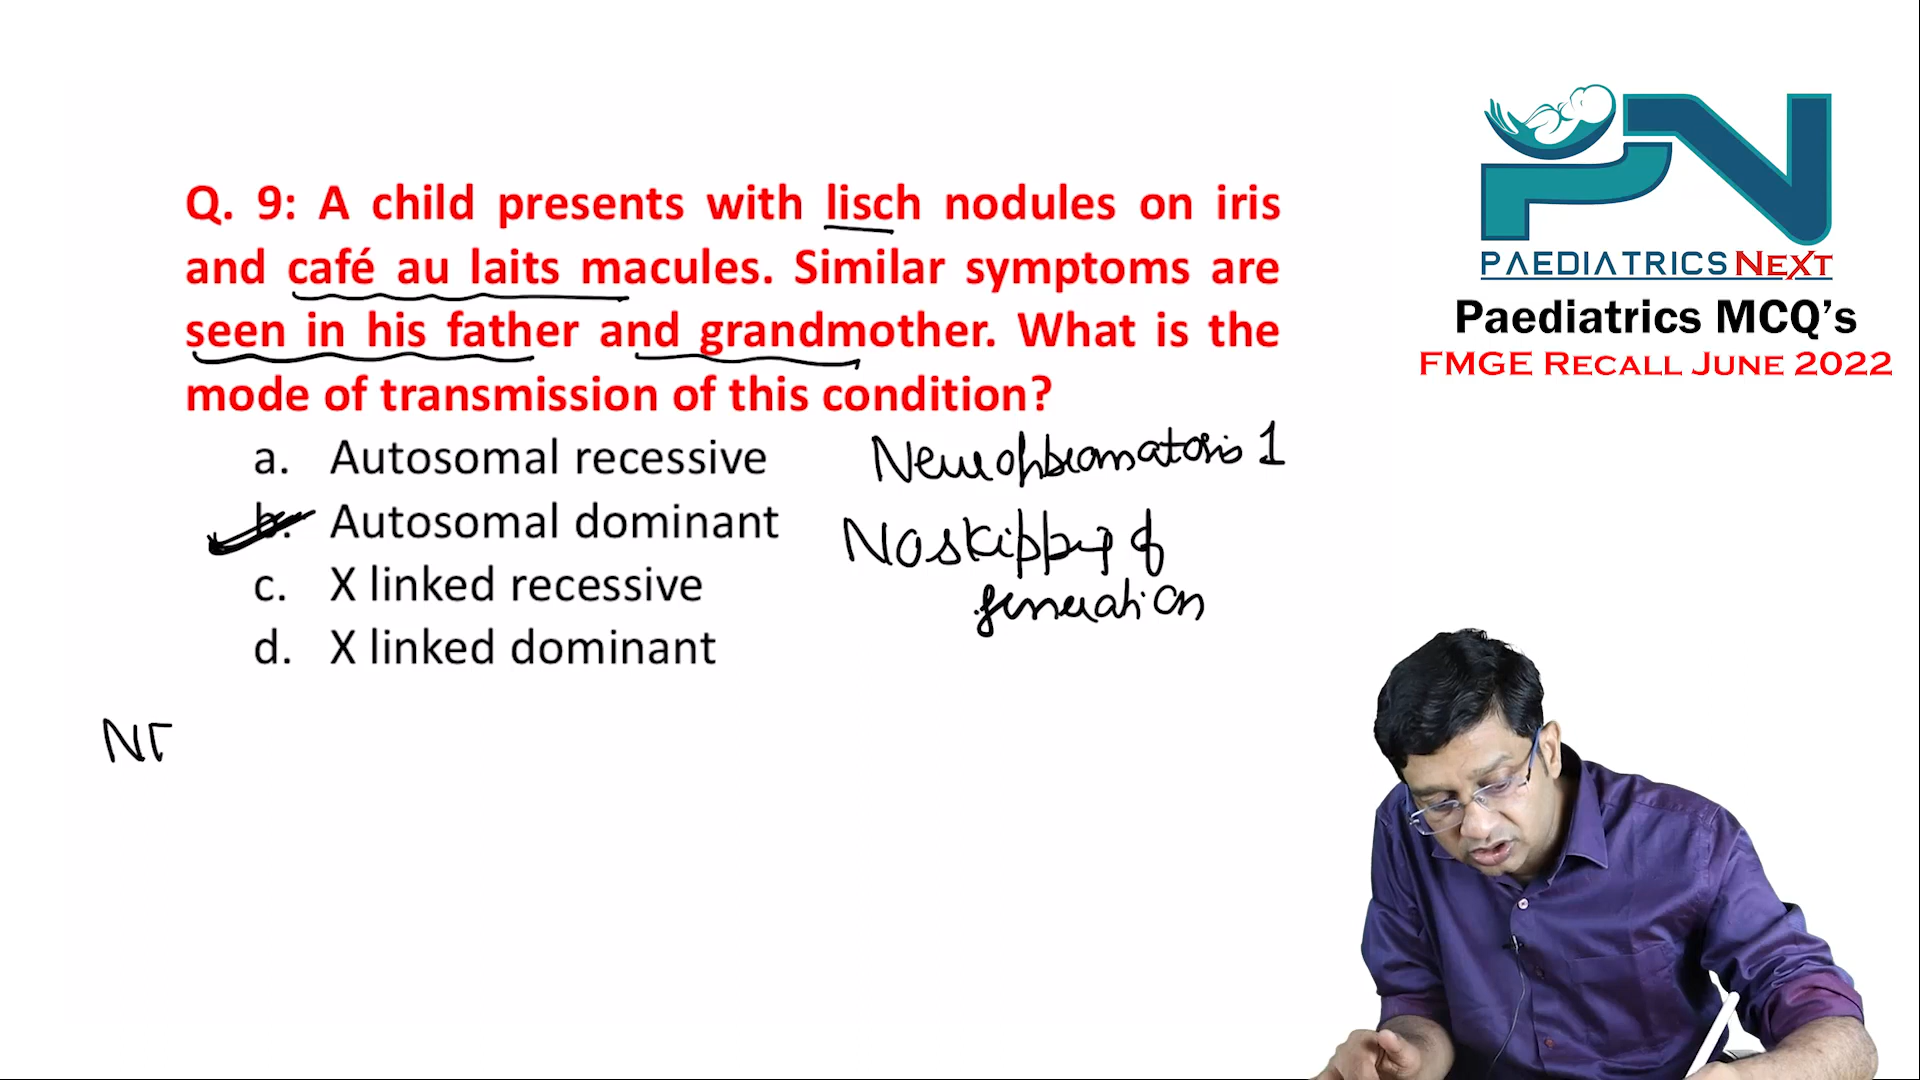 Q. 9: A child presents with lisch nodules on iris
and café au laits macules. Similar symptoms are
seen in his father and grandmother. What is the
mode of transmission of this condition?
a. Autosomal recessive
b. Autosomal dominant
c. X linked recessive
d. X linked dominant
Neurofibromatosis 1
No skipping of
generation
NF
PN
PAEDIATRICS NEXT
Paediatrics MCQ's
FMGE RECALL JUNE 2022